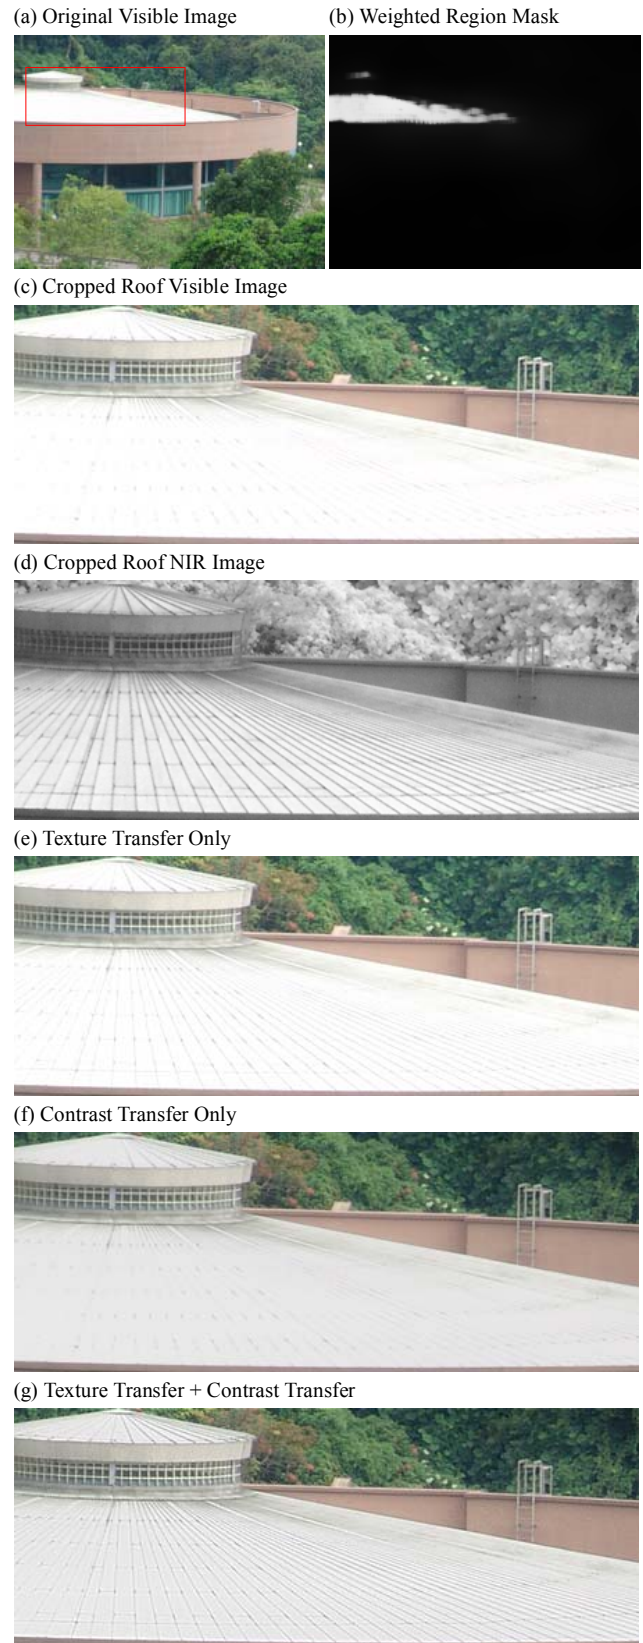 (a) Original Visible Image
(b) Weighted Region Mask
(c) Cropped Roof Visible Image
(d) Cropped Roof NIR Image
(e) Texture Transfer Only
(f) Contrast Transfer Only
(g) Texture Transfer + Contrast Transfer